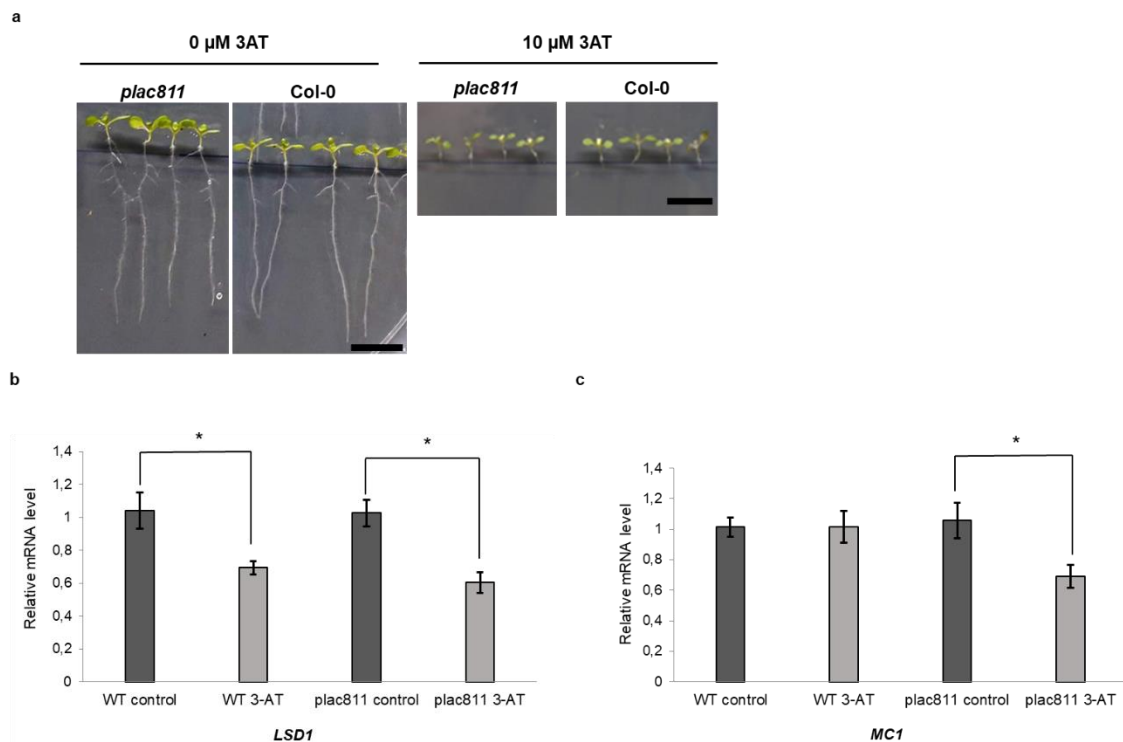 a
0 µM 3AT
10 µM 3AT
plac811
Col-0
plac811
Col-0
b
c
1,4
1,2
1
0,8
0,6
0,4
0,2
0
Relative mRNA level
*
*
WT control
WT 3-AT
plac811 control
plac811 3-AT
LSD1
1,4
1,2
1
0,8
0,6
0,4
0,2
0
Relative mRNA level
*
WT control
WT 3-AT
plac811 control
plac811 3-AT
MC1